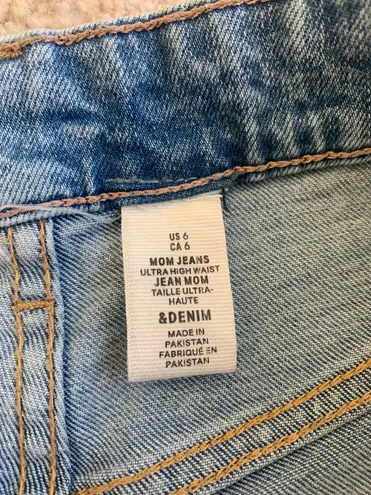 US 6
CA 6
MOM JEANS
ULTRA HIGH WAIST
JEAN MOM
TAILLE ULTRA-
HAUTE
&DENIM
MADE IN
PAKISTAN
FABRIQUÉ EN
PAKISTAN